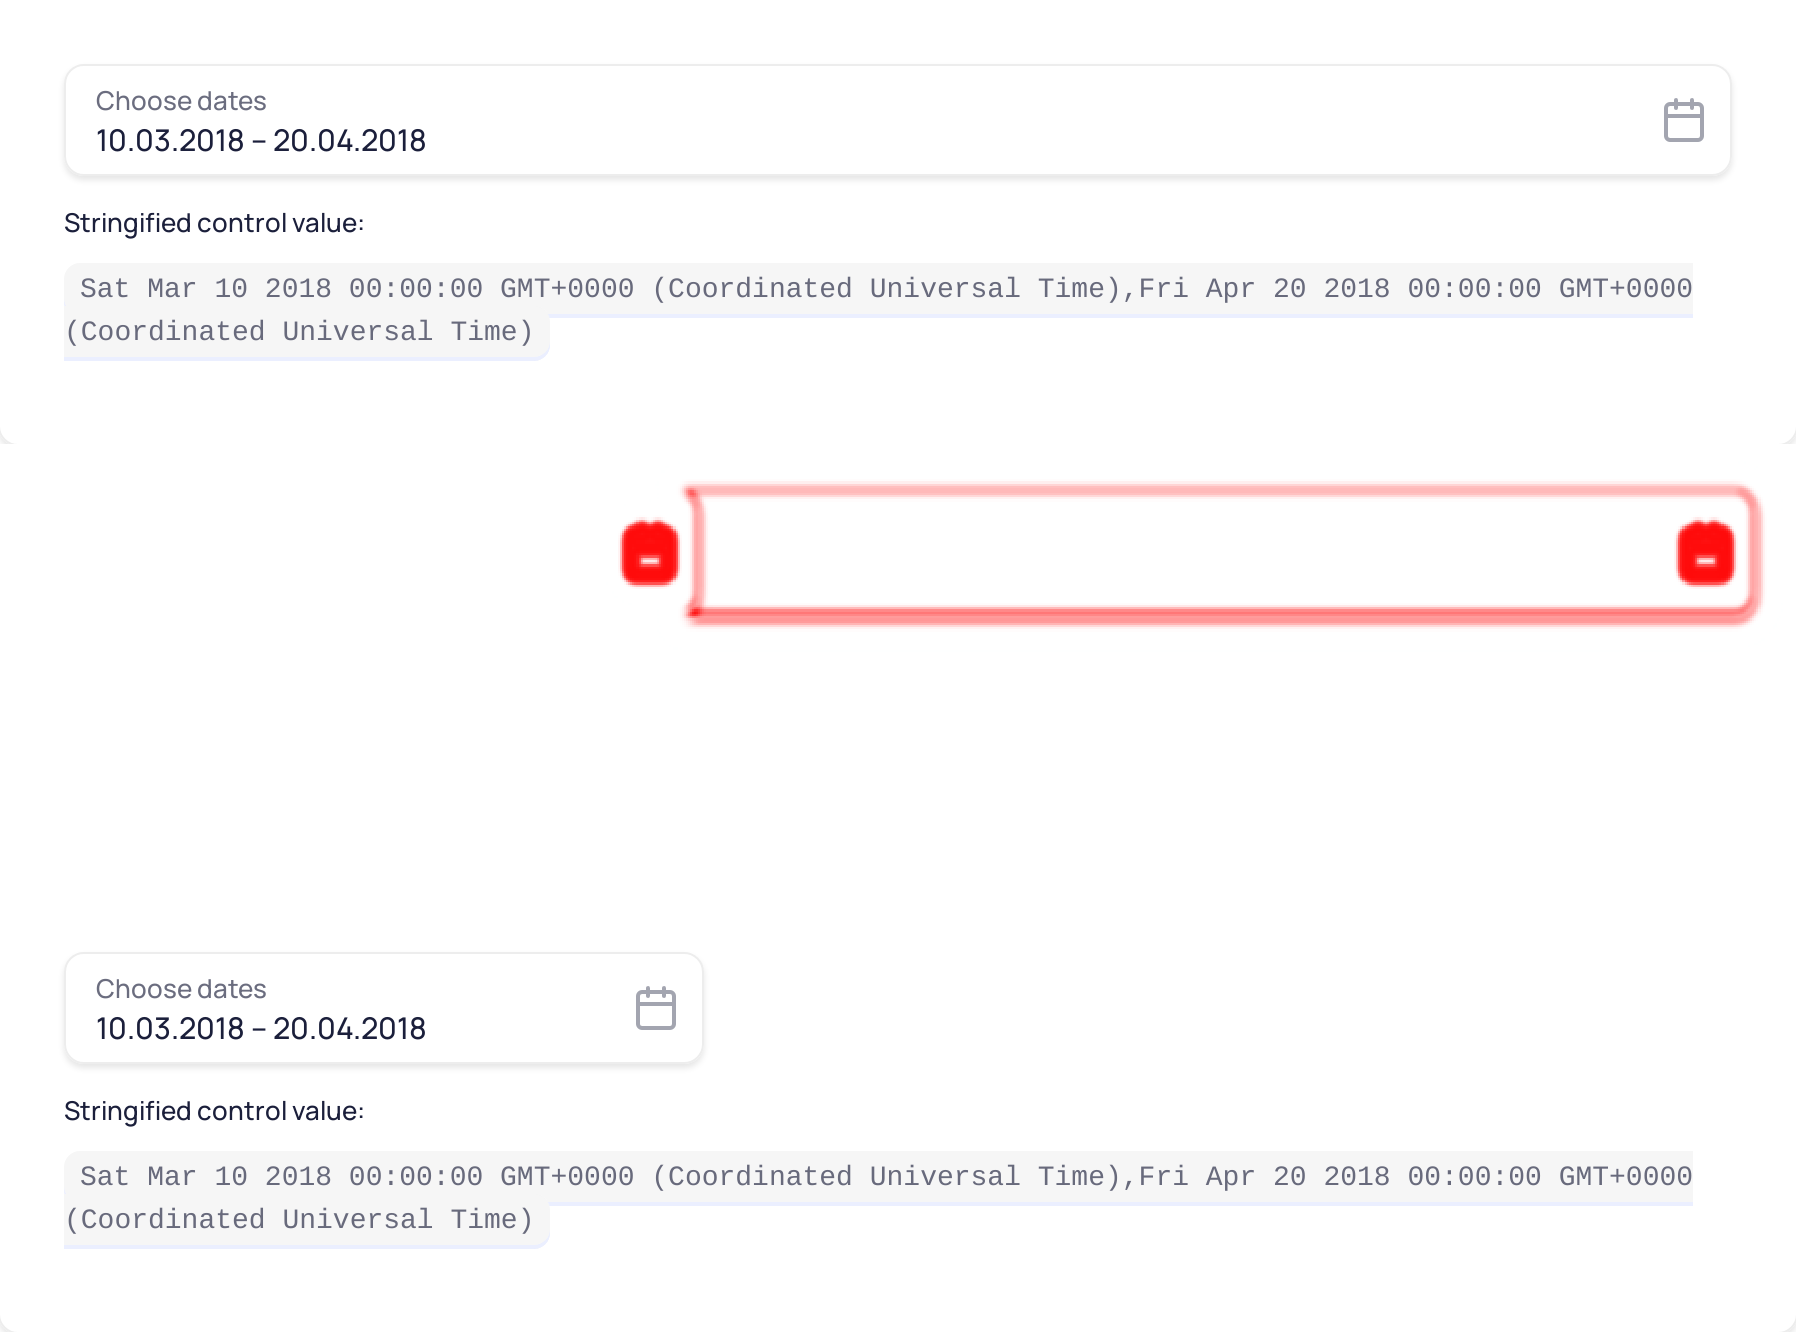 Choose dates
10.03.2018 – 20.04.2018
Stringified control value:
Sat Mar 10 2018 00:00:00 GMT+0000 (Coordinated Universal Time),Fri Apr 20 2018 00:00:00 GMT+0000
(Coordinated Universal Time)
Choose dates
10.03.2018 – 20.04.2018
Stringified control value:
Sat Mar 10 2018 00:00:00 GMT+0000 (Coordinated Universal Time),Fri Apr 20 2018 00:00:00 GMT+0000
(Coordinated Universal Time)